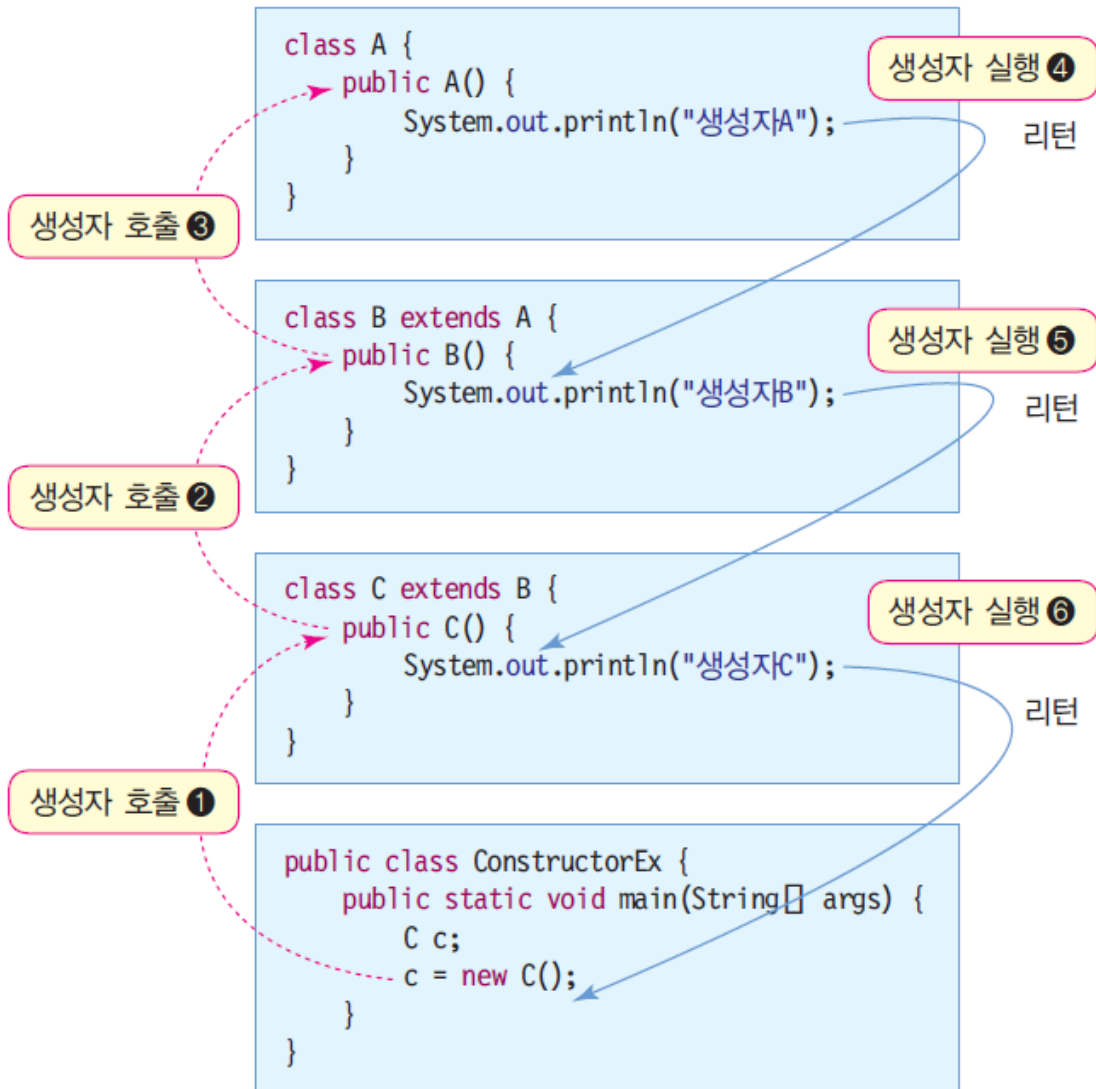 class A {
public A() {
System.out.println("생성자A");
}
}
생성자 실행 ❹
리턴
생성자 호출 ❸
class B extends A {
public B() {
System.out.println("생성자B");
}
}
생성자 실행 ❺
리턴
생성자 호출 ❷
class C extends B {
public C() {
System.out.println("생성자C");
}
}
생성자 실행 ❻
리턴
생성자 호출 ❶
public class ConstructorEx {
public static void main(String[] args) {
C c;
c = new C();
}
}